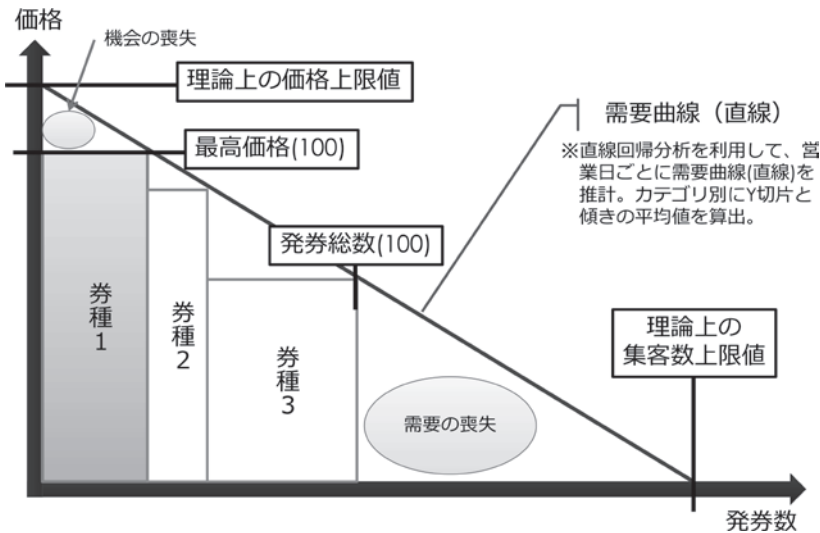 価格
機会の喪失
理論上の価格上限値
需要曲線（直線）
最高価格(100)
※直線回帰分析を利用して、営
業日ごとに需要曲線(直線)を
推計。カテゴリ別にY切片と
傾きの平均値を算出。
発券総数(100)
券種1
券種2
券種3
理論上の
集客数上限値
需要の喪失
発券数